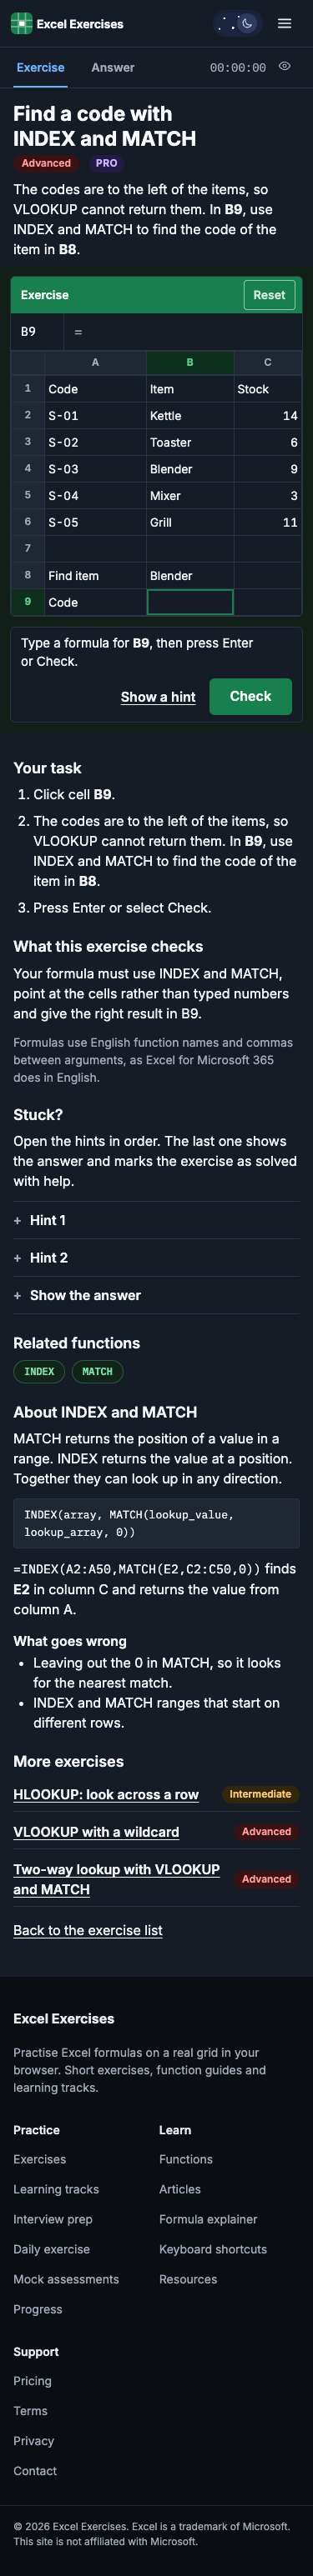 Excel Exercises
Exercise Answer 00:00:00
Find a code with
INDEX and MATCH
Advanced PRO
The codes are to the left of the items, so
VLOOKUP cannot return them. In B9, use
INDEX and MATCH to find the code of the
item in B8.
Exercise Reset
B9 =
A B C
1 Code Item Stock
2 S-01 Kettle 14
3 S-02 Toaster 6
4 S-03 Blender 9
5 S-04 Mixer 3
6 S-05 Grill 11
7
8 Find item Blender
9 Code
Type a formula for B9, then press Enter
or Check.
Show a hint Check
Your task
1. Click cell B9.
2. The codes are to the left of the items, so
VLOOKUP cannot return them. In B9, use
INDEX and MATCH to find the code of the
item in B8.
3. Press Enter or select Check.
What this exercise checks
Your formula must use INDEX and MATCH,
point at the cells rather than typed numbers
and give the right result in B9.
Formulas use English function names and commas
between arguments, as Excel for Microsoft 365
does in English.
Stuck?
Open the hints in order. The last one shows
the answer and marks the exercise as solved
with help.
+ Hint 1
+ Hint 2
+ Show the answer
Related functions
INDEX MATCH
About INDEX and MATCH
MATCH returns the position of a value in a
range. INDEX returns the value at a position.
Together they can look up in any direction.
INDEX(array, MATCH(lookup_value,
lookup_array, 0))
=INDEX(A2:A50,MATCH(E2,C2:C50,0)) finds
E2 in column C and returns the value from
column A.
What goes wrong
• Leaving out the 0 in MATCH, so it looks
for the nearest match.
• INDEX and MATCH ranges that start on
different rows.
More exercises
HLOOKUP: look across a row Intermediate
VLOOKUP with a wildcard Advanced
Two-way lookup with VLOOKUP
and MATCH Advanced
Back to the exercise list
Excel Exercises
Practise Excel formulas on a real grid in your
browser. Short exercises, function guides and
learning tracks.
Practice Learn
Exercises Functions
Learning tracks Articles
Interview prep Formula explainer
Daily exercise Keyboard shortcuts
Mock assessments Resources
Progress
Support
Pricing
Terms
Privacy
Contact
© 2026 Excel Exercises. Excel is a trademark of Microsoft.
This site is not affiliated with Microsoft.